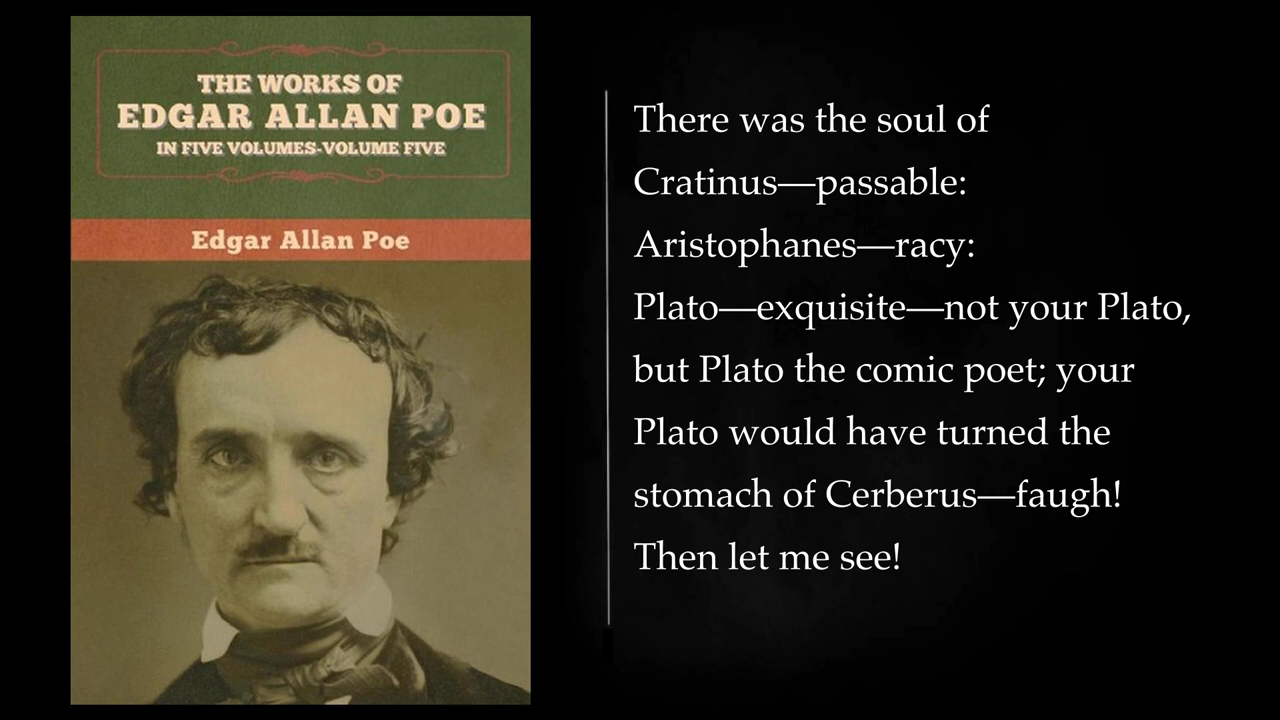 THE WORKS OF
EDGAR ALLAN POE
IN FIVE VOLUMES-VOLUME FIVE
Edgar Allan Poe
There was the soul of
Cratinus—passable:
Aristophanes—racy:
Plato—exquisite—not your Plato,
but Plato the comic poet; your
Plato would have turned the
stomach of Cerberus—faugh!
Then let me see!